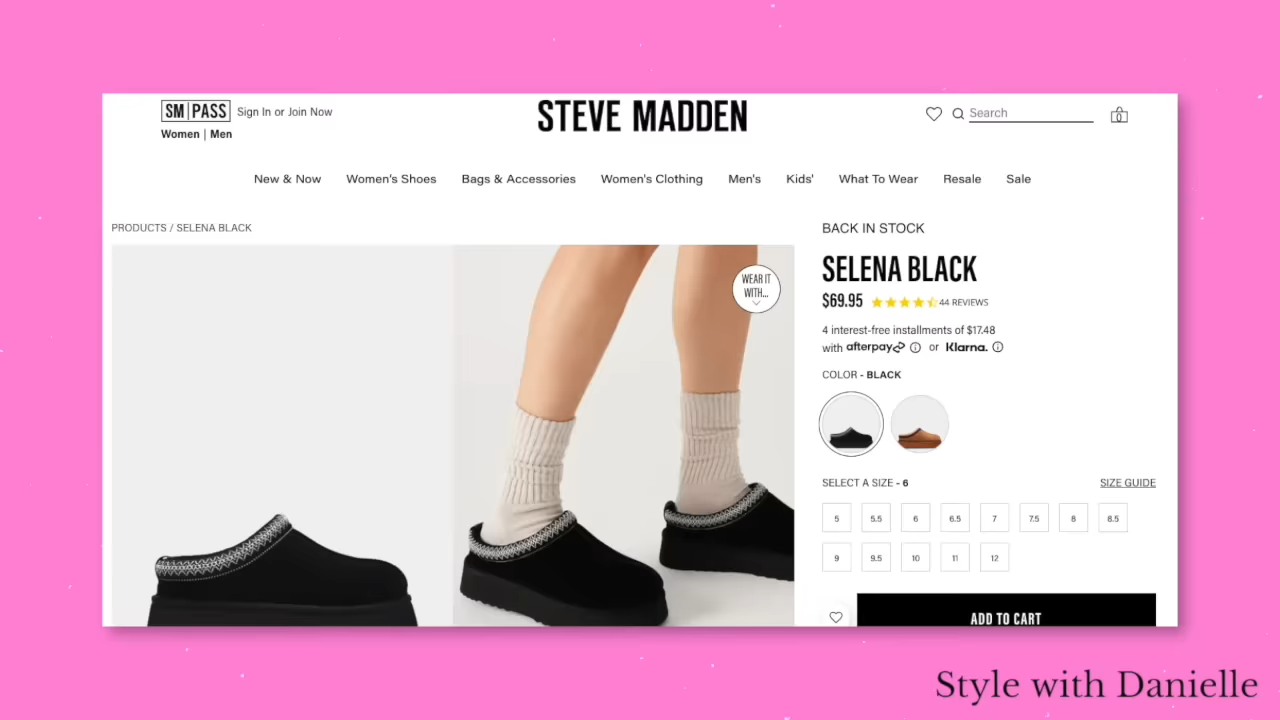 SM|PASS Sign In or Join Now
Women | Men
STEVE MADDEN
Search
0
New & Now Women's Shoes Bags & Accessories Women's Clothing Men's Kids' What To Wear Resale Sale
PRODUCTS / SELENA BLACK
WEAR IT
WITH...
BACK IN STOCK
SELENA BLACK
$69.95 44 REVIEWS
4 interest-free installments of $17.48
with afterpay or Klarna.
COLOR - BLACK
SELECT A SIZE - 6 SIZE GUIDE
5 5.5 6 6.5 7 7.5 8 8.5
9 9.5 10 11 12
ADD TO CART
Style with Danielle